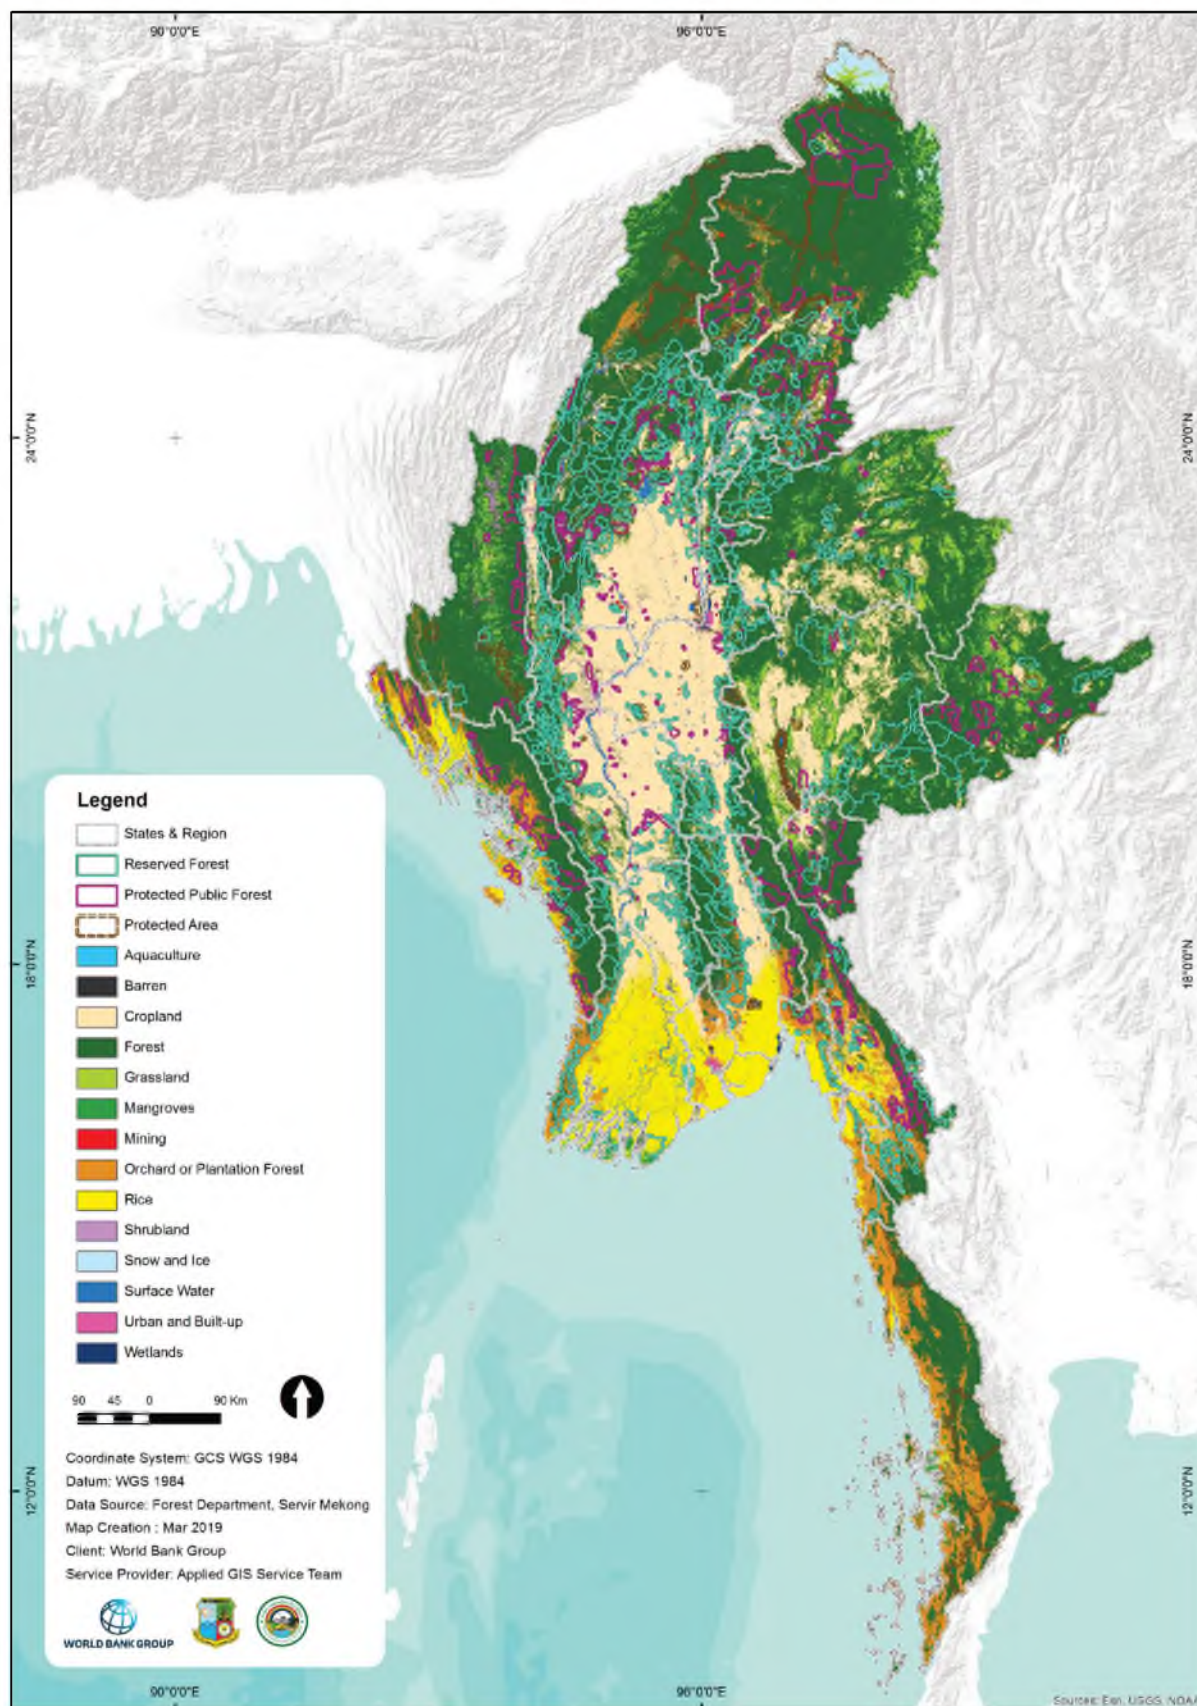 90°0'0"E
96°0'0"E
24°0'0"N
24°0'0"N
18°0'0"N
18°0'0"N
12°0'0"N
12°0'0"N
Legend
States & Region
Reserved Forest
Protected Public Forest
Protected Area
Aquaculture
Barren
Cropland
Forest
Grassland
Mangroves
Mining
Orchard or Plantation Forest
Rice
Shrubland
Snow and Ice
Surface Water
Urban and Built-up
Wetlands
90 45 0 90 Km
Coordinate System: GCS WGS 1984
Datum: WGS 1984
Data Source: Forest Department, Servir Mekong
Map Creation : Mar 2019
Client: World Bank Group
Service Provider: Applied GIS Service Team
WORLD BANK GROUP
90°0'0"E
96°0'0"E
Sources: Esri, USGS, NOAA